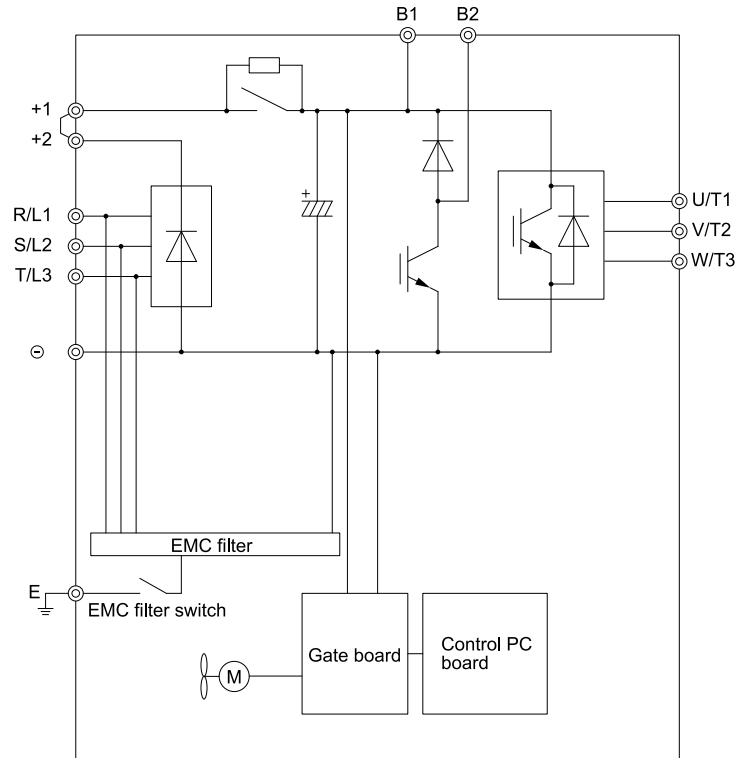 B1
B2
+1
+2
R/L1
S/L2
T/L3
⊖
+
U/T1
V/T2
W/T3
EMC filter
E
EMC filter switch
Gate board
Control PC
board
M